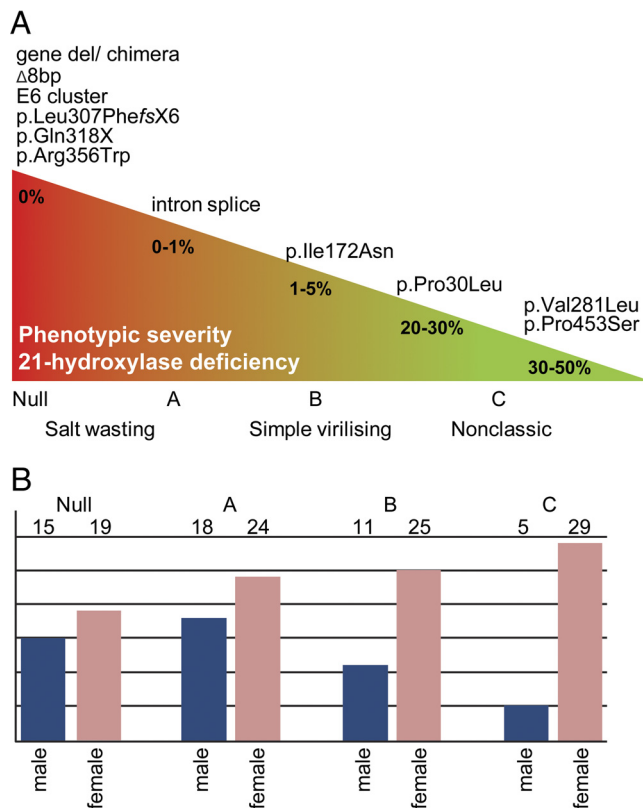 A
gene del/ chimera
Δ8bp
E6 cluster
p.Leu307PhefsX6
p.Gln318X
p.Arg356Trp
0%
intron splice
0-1%
p.Ile172Asn
1-5%
p.Pro30Leu
20-30%
p.Val281Leu
p.Pro453Ser
30-50%
Phenotypic severity
21-hydroxylase deficiency
Null A B C
Salt wasting Simple virilising Nonclassic
B
Null A B C
15 19 18 24 11 25 5 29
male female male female male female male female